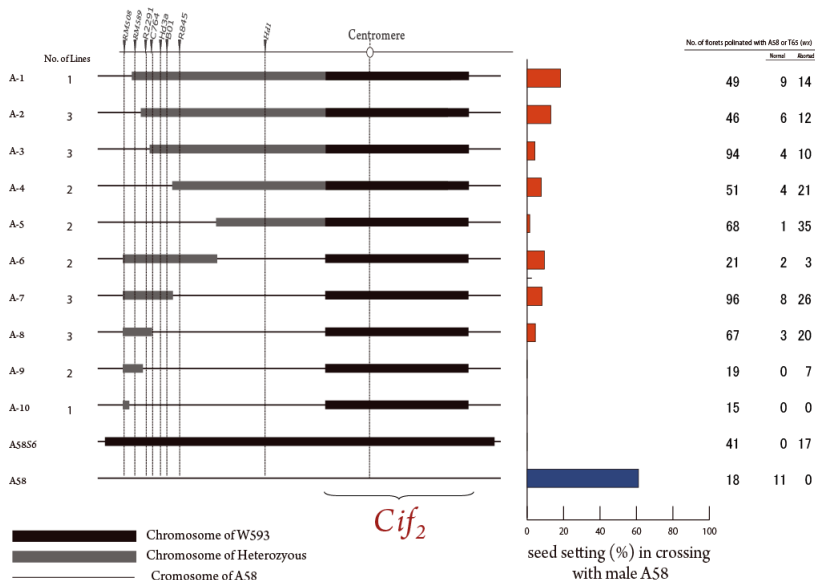 RM508 RM589 R2291 C764 Hd3a B01 R845 Hd1 Centromere
No. of florets polinated with A58 or T65 (wx)
No. of Lines
Normal Aborted
A-1 1 49 9 14
A-2 3 46 6 12
A-3 3 94 4 10
A-4 2 51 4 21
A-5 2 68 1 35
A-6 2 21 2 3
A-7 3 96 8 26
A-8 3 67 3 20
A-9 2 19 0 7
A-10 1 15 0 0
A58S6 41 0 17
A58 18 11 0
Cif2
0 20 40 60 80 100
seed setting (%) in crossing
with male A58
Chromosome of W593
Chromosome of Heterozyous
Cromosome of A58